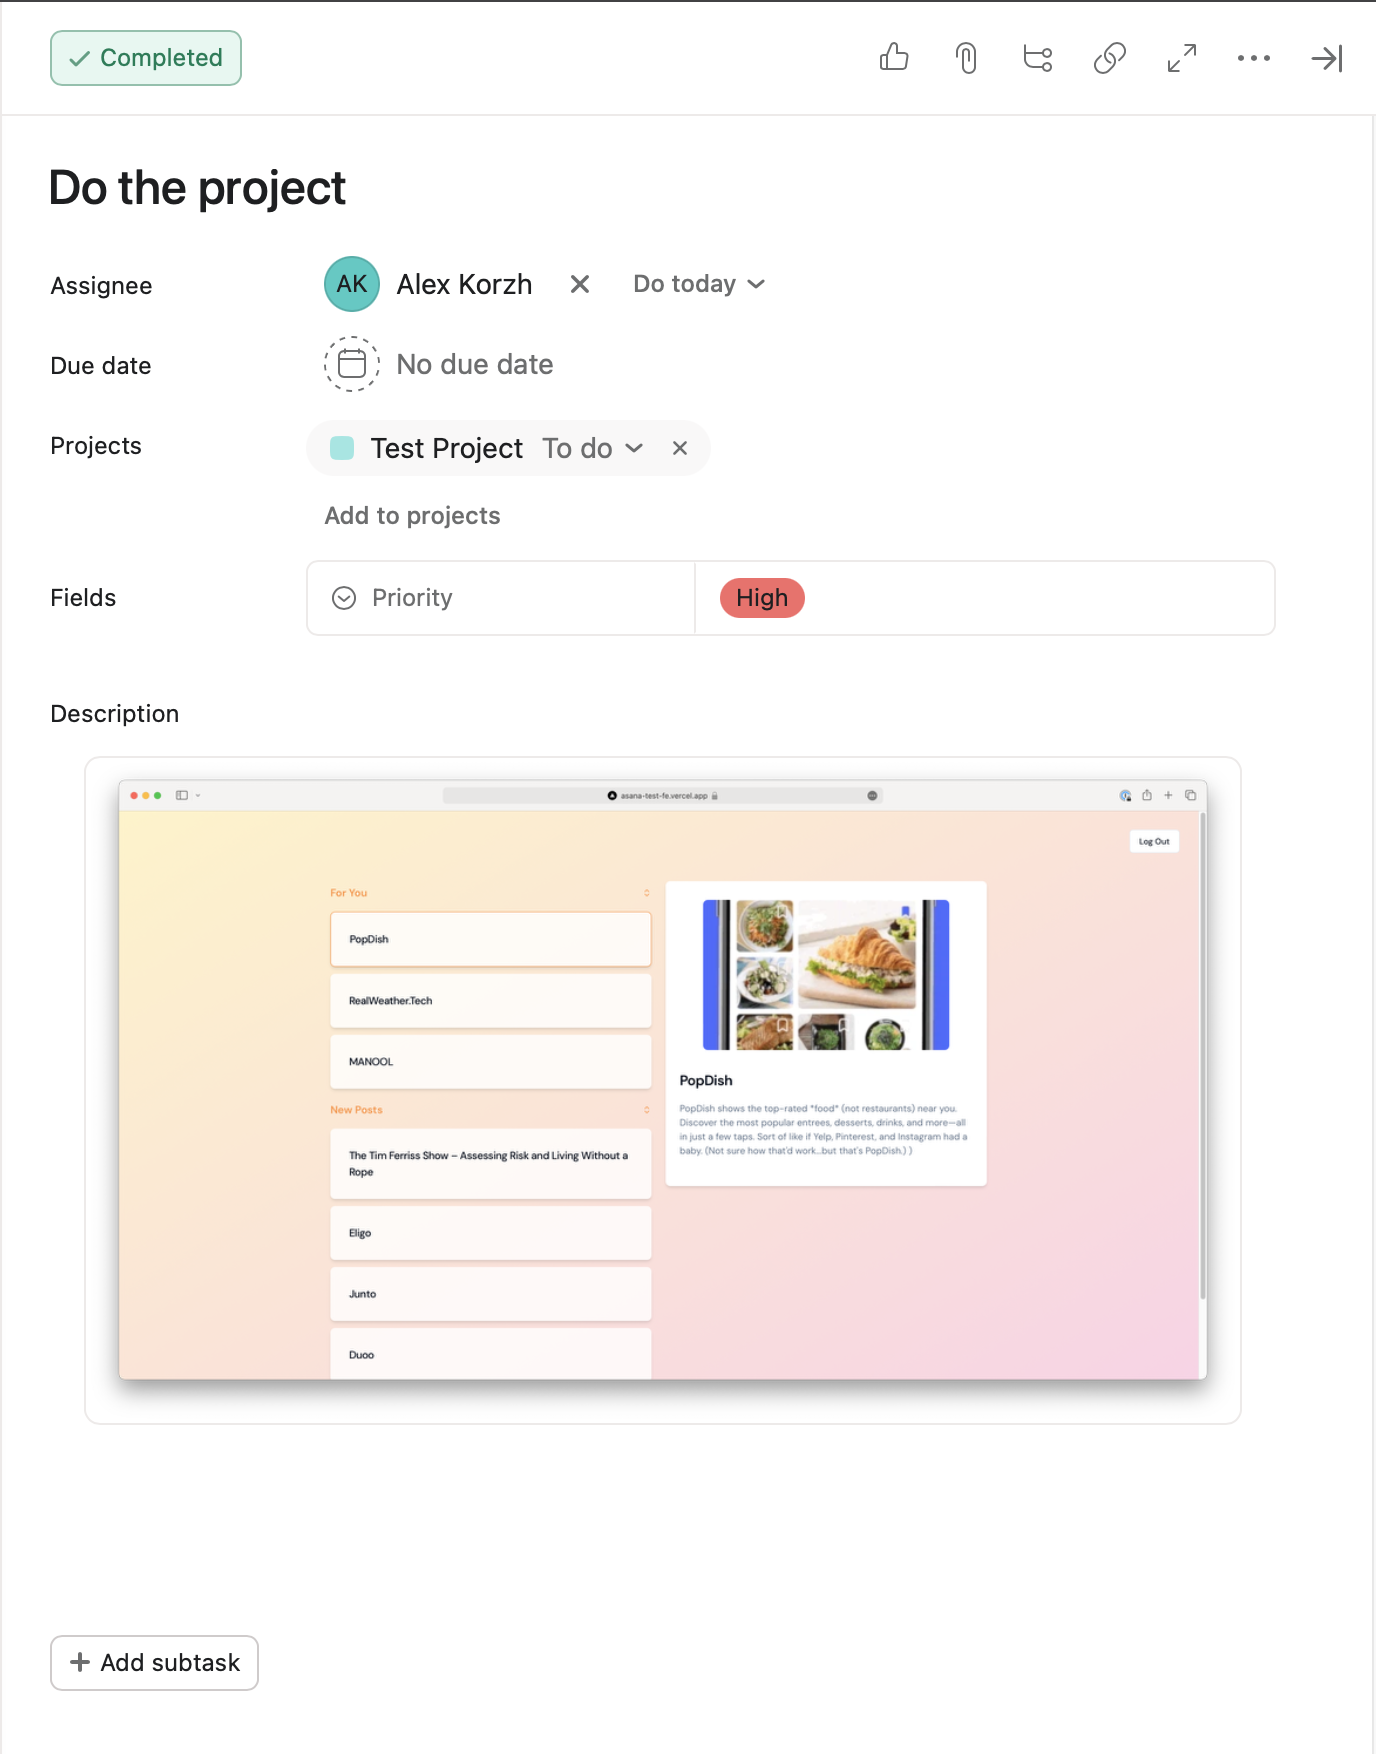 Completed
Do the project
Assignee
AK
Alex Korzh
Do today
Due date
No due date
Projects
Test Project
To do
Add to projects
Fields
Priority
High
Description
asana-test-fe.vercel.app
Log Out
For You
PopDish
RealWeather.Tech
MANOOL
New Posts
The Tim Ferriss Show – Assessing Risk and Living Without a
Rope
Eligo
Junto
Duoo
PopDish
PopDish shows the top-rated *food* (not restaurants) near you.
Discover the most popular entrees, desserts, drinks, and more—all
in just a few taps. Sort of like if Yelp, Pinterest, and Instagram had a
baby. (Not sure how that'd work...but that's PopDish.) )
Add subtask